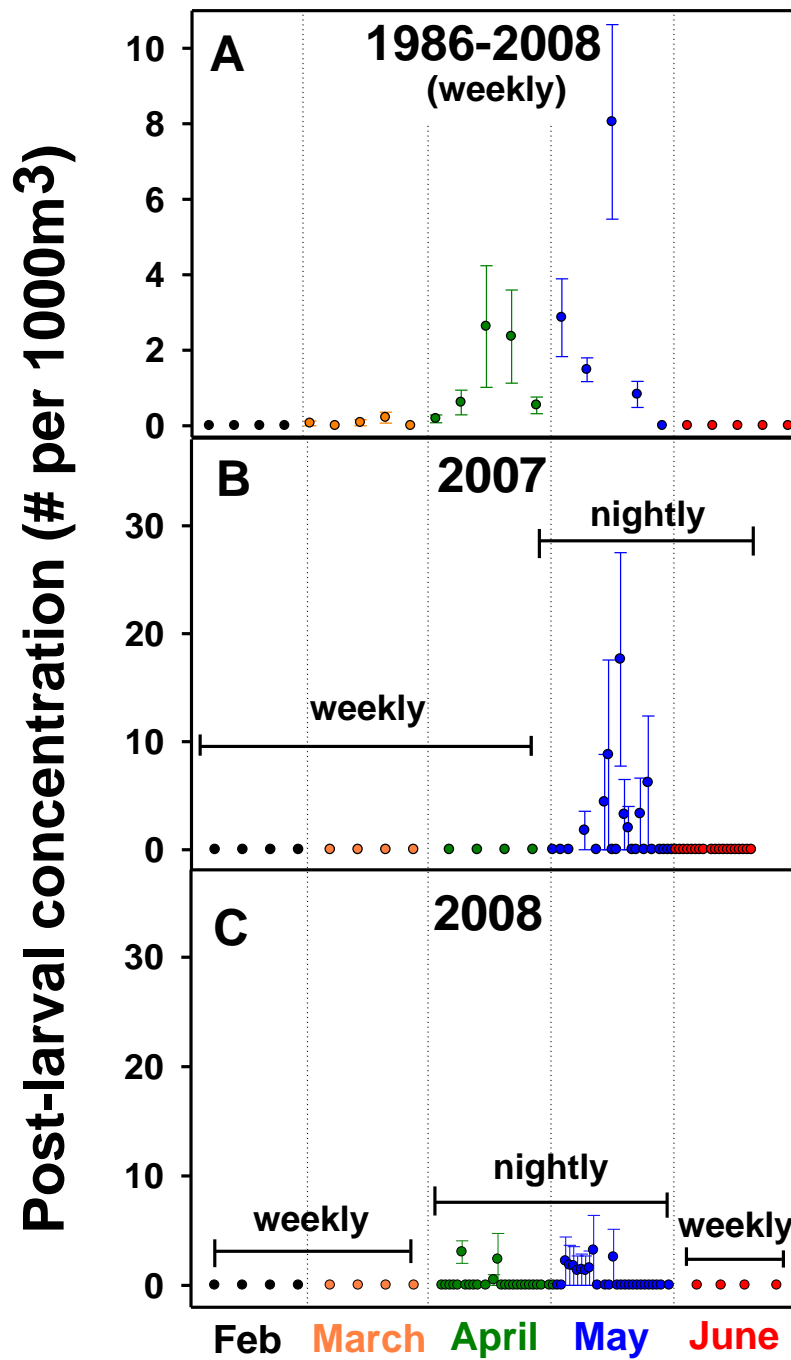 Post-larval concentration (# per 1000m³)
A
1986-2008
(weekly)
10
8
6
4
2
0
B
2007
nightly
weekly
30
20
10
0
C
2008
nightly
weekly
weekly
30
20
10
0
Feb March April May June